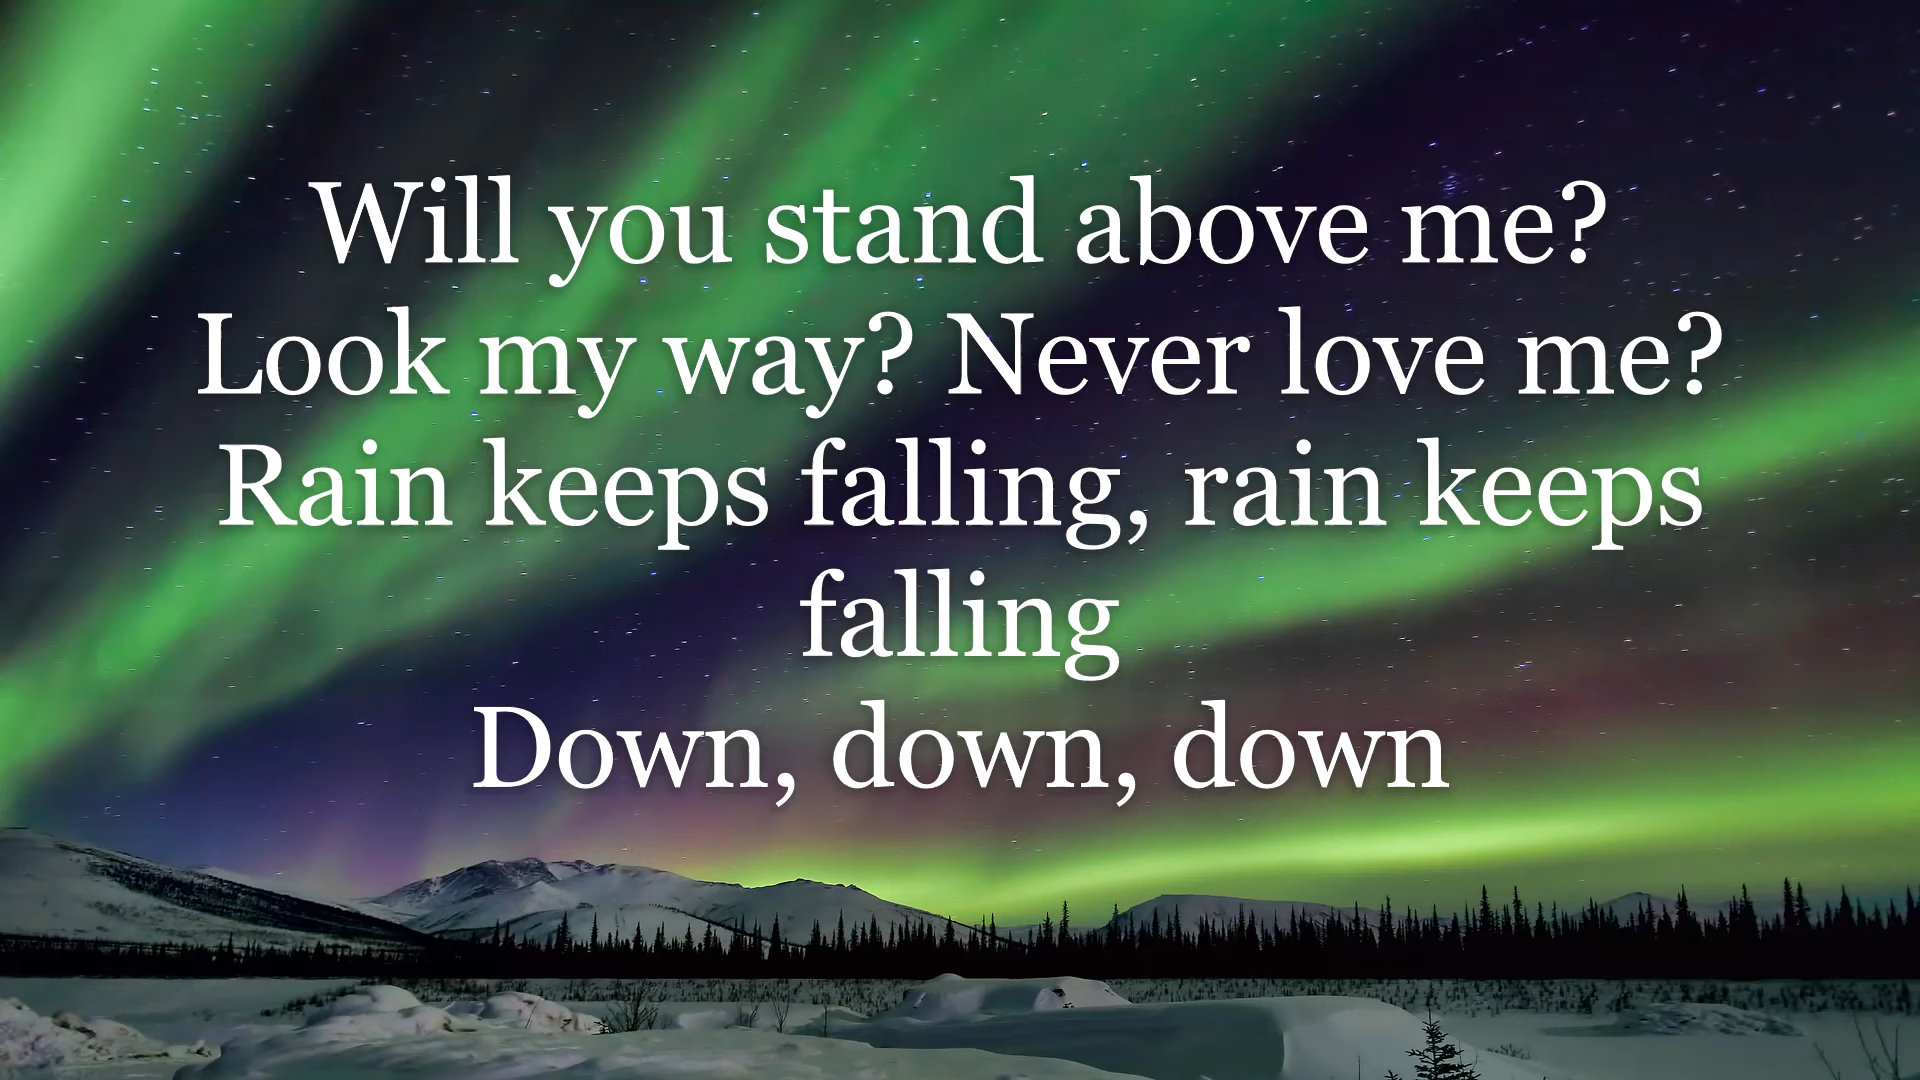 Will you stand above me?
Look my way? Never love me?
Rain keeps falling, rain keeps
falling
Down, down, down